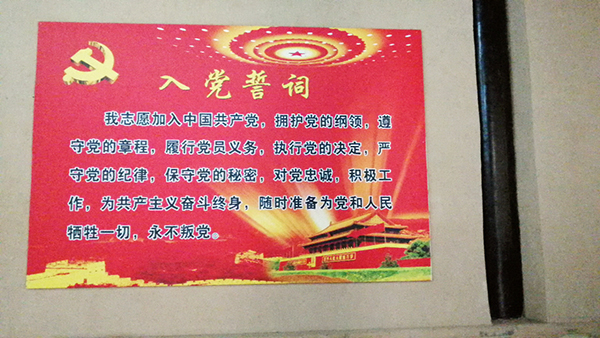 入党誓词
我志愿加入中国共产党，拥护党的纲领，遵
守党的章程，履行党员义务，执行党的决定，严
守党的纪律，保守党的秘密，对党忠诚，积极工
作，为共产主义奋斗终身，随时准备为党和人民
牺牲一切，永不叛党。